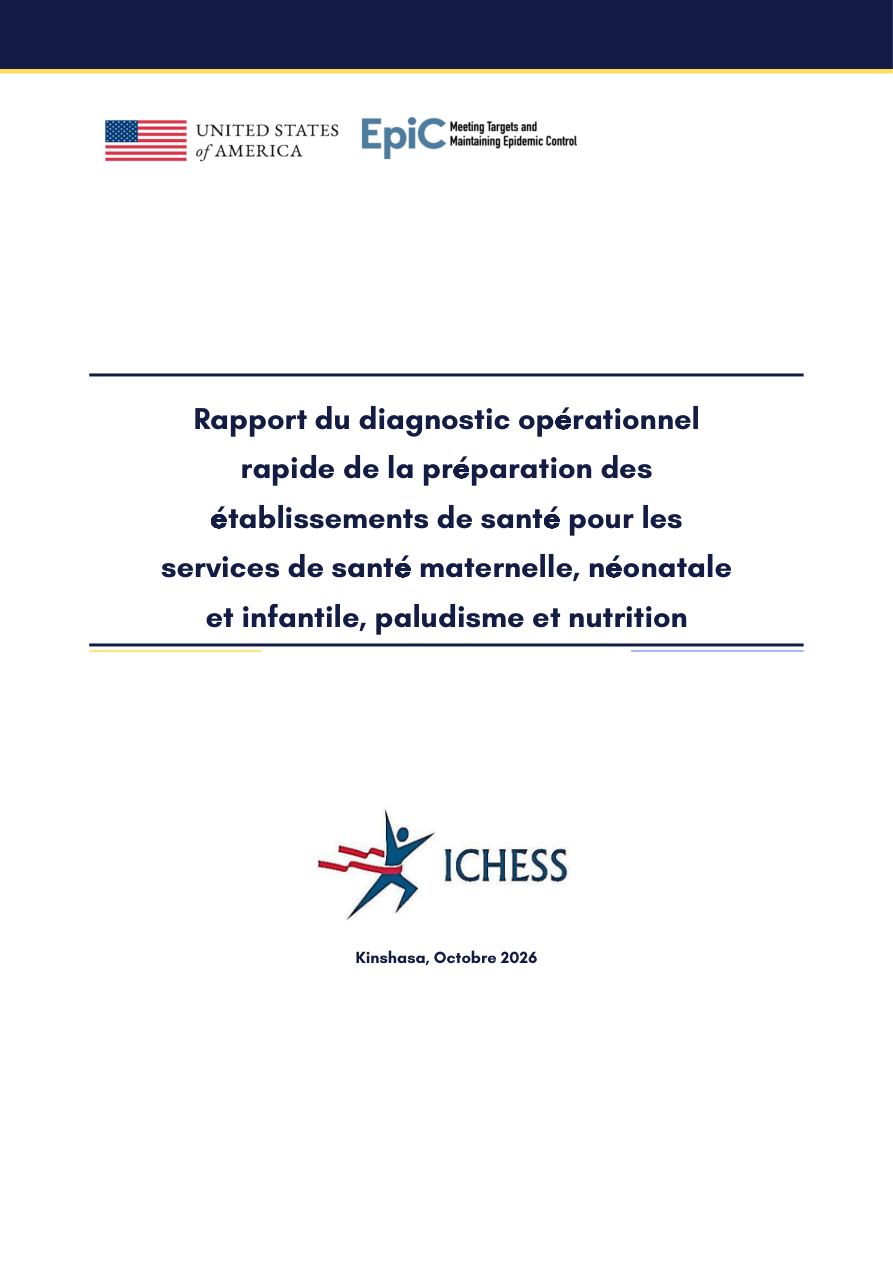 UNITED STATES
of AMERICA
EpiC Meeting Targets and
Maintaining Epidemic Control
Rapport du diagnostic opérationnel
rapide de la préparation des
établissements de santé pour les
services de santé maternelle, néonatale
et infantile, paludisme et nutrition
ICHESS
Kinshasa, Octobre 2026